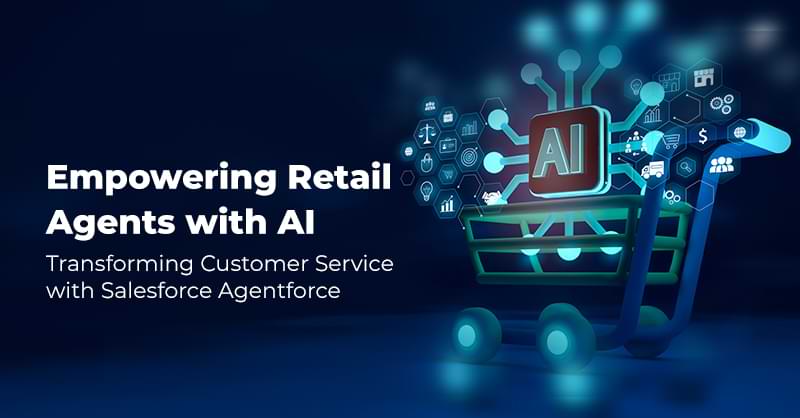 Empowering Retail
Agents with AI
Transforming Customer Service
with Salesforce Agentforce
AI
$